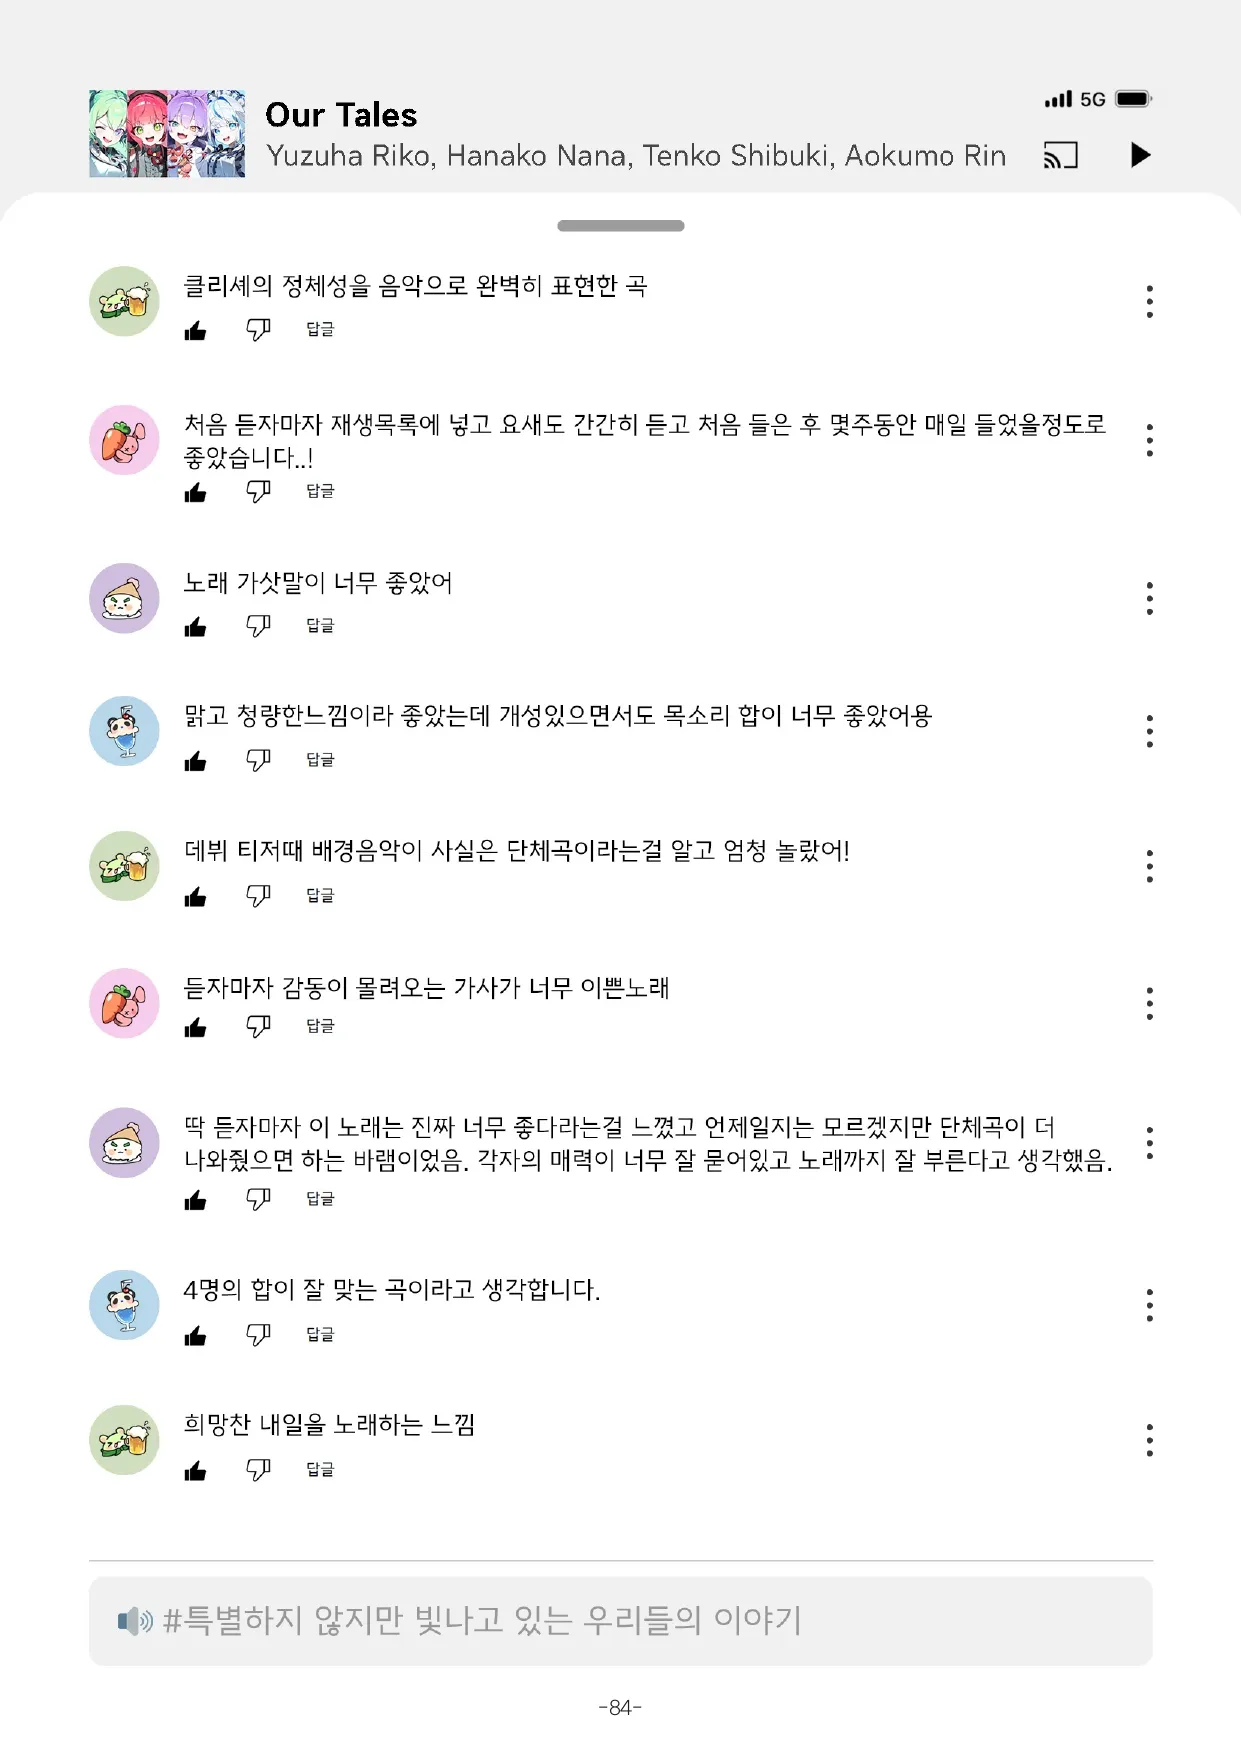 Our Tales
5G
Yuzuha Riko, Hanako Nana, Tenko Shibuki, Aokumo Rin
클리셰의 정체성을 음악으로 완벽히 표현한 곡
답글
처음 듣자마자 재생목록에 넣고 요새도 간간히 듣고 처음 들은 후 몇주동안 매일 들었을정도로
좋았습니다..!
답글
노래 가삿말이 너무 좋았어
답글
맑고 청량한느낌이라 좋았는데 개성있으면서도 목소리 합이 너무 좋았어용
답글
데뷔 티저때 배경음악이 사실은 단체곡이라는걸 알고 엄청 놀랐어!
답글
듣자마자 감동이 몰려오는 가사가 너무 이쁜노래
답글
딱 듣자마자 이 노래는 진짜 너무 좋다라는걸 느꼈고 언제일지는 모르겠지만 단체곡이 더
나와줬으면 하는 바램이었음. 각자의 매력이 너무 잘 묻어있고 노래까지 잘 부른다고 생각했음.
답글
4명의 합이 잘 맞는 곡이라고 생각합니다.
답글
희망찬 내일을 노래하는 느낌
답글
#특별하지 않지만 빛나고 있는 우리들의 이야기
-84-